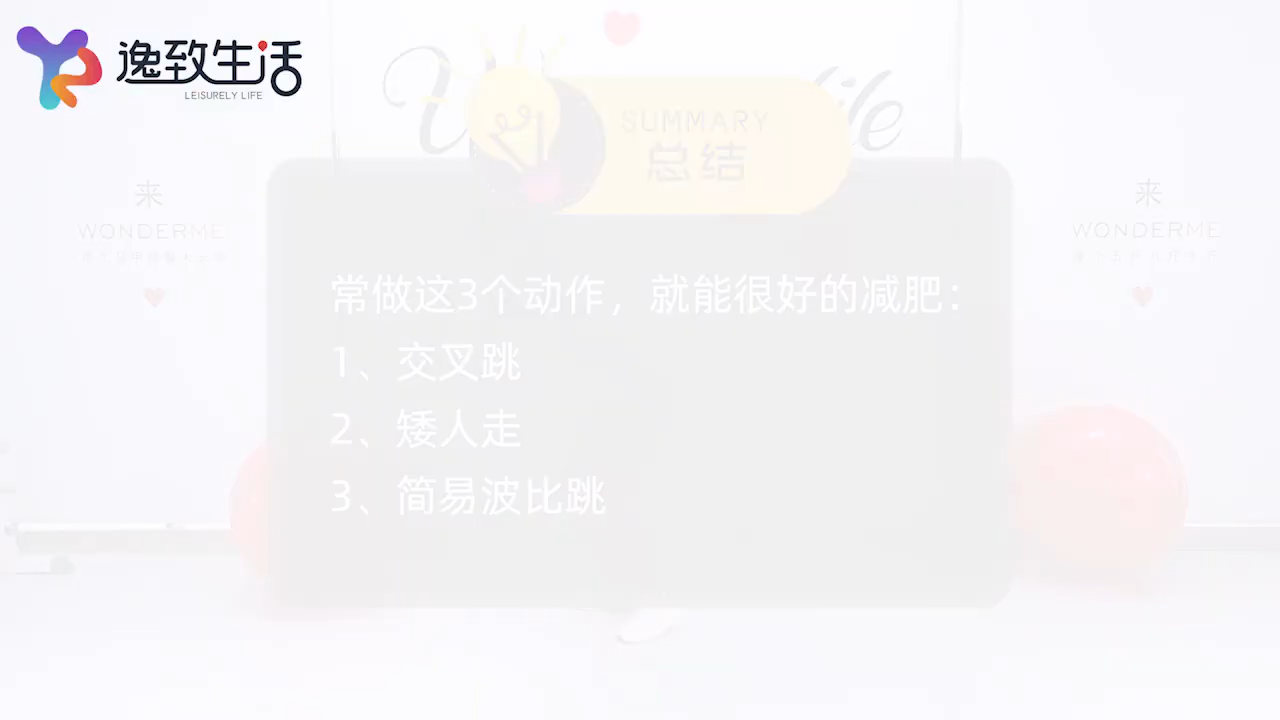 逸致生活
LEISURELY LIFE
SUMMARY
总结
来
WONDERME
来
WONDERME
常做这3个动作，就能很好的减肥：
1、交叉跳
2、矮人走
3、简易波比跳